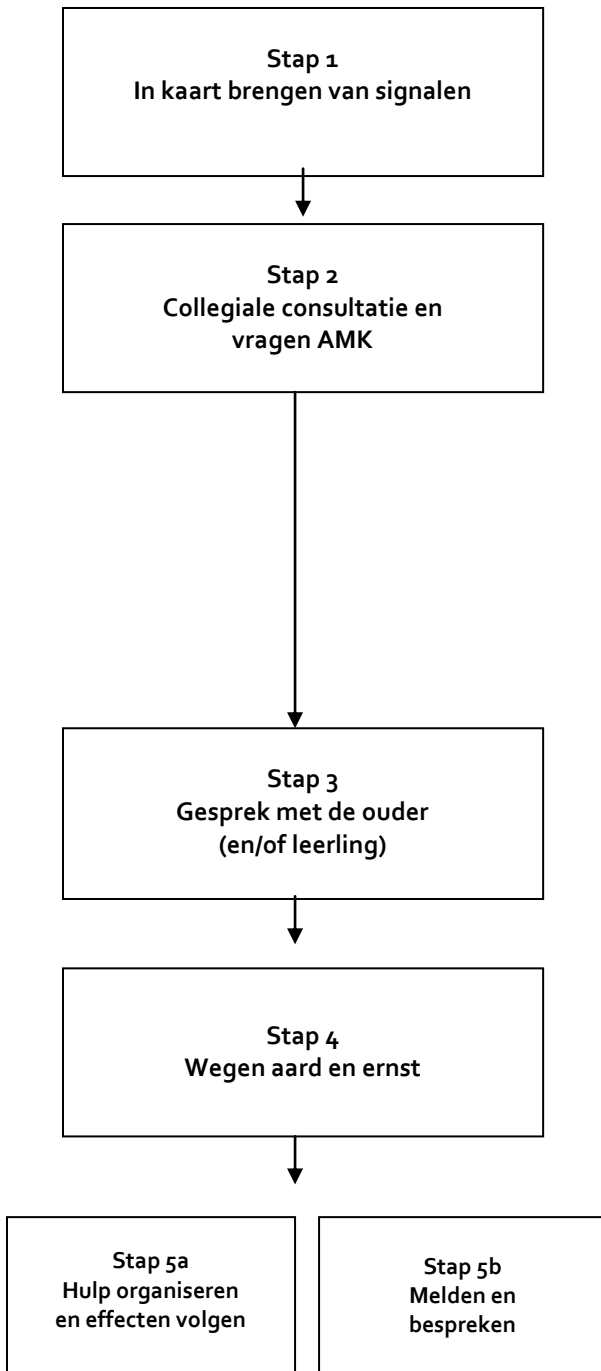 Stap 1
In kaart brengen van signalen
Stap 2
Collegiale consultatie en
vragen AMK
Stap 3
Gesprek met de ouder
(en/of leerling)
Stap 4
Wegen aard en ernst
Stap 5a
Hulp organiseren
en effecten volgen
Stap 5b
Melden en
bespreken